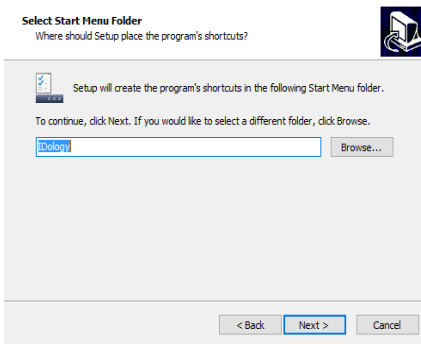 Select Start Menu Folder
Where should Setup place the program's shortcuts?
Setup will create the program's shortcuts in the following Start Menu folder.
To continue, click Next. If you would like to select a different folder, click Browse.
IDology
Browse...
< Back
Next >
Cancel